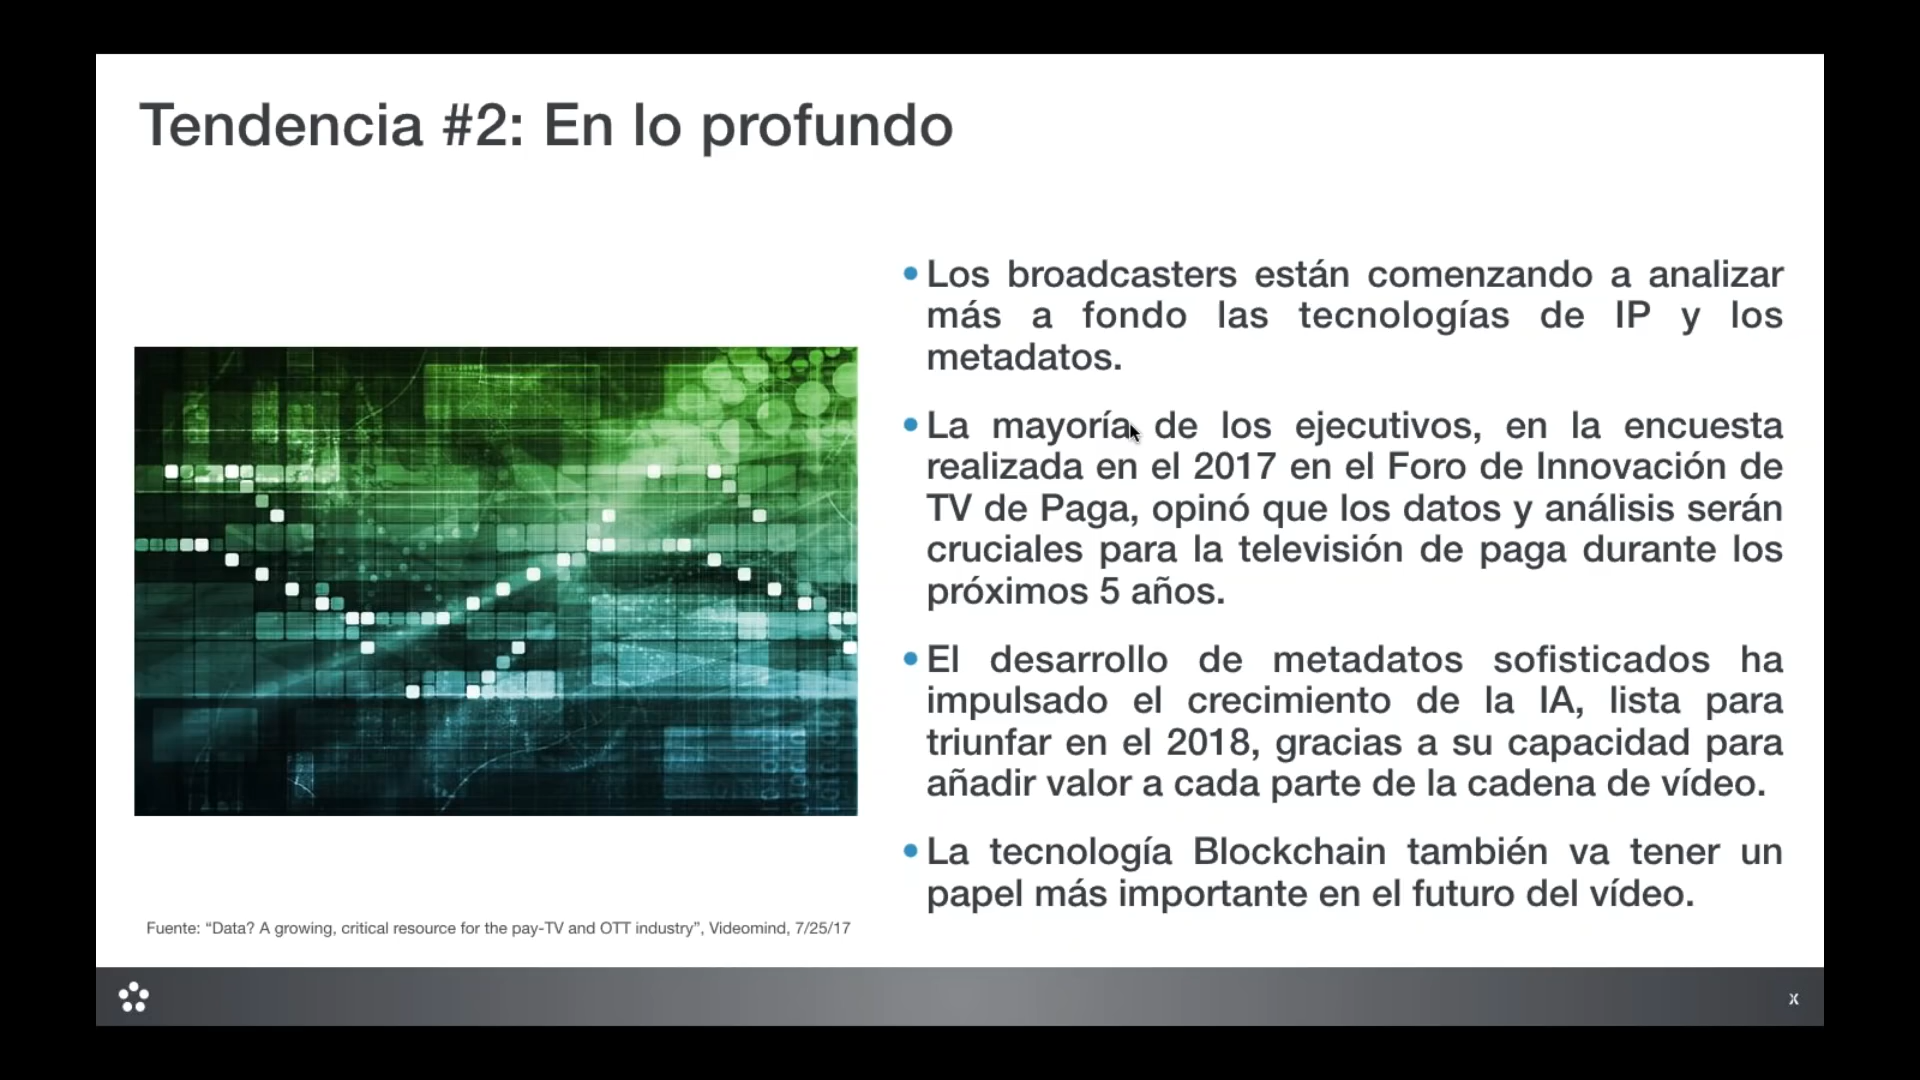 Tendencia #2: En lo profundo
• Los broadcasters están comenzando a analizar
más a fondo las tecnologías de IP y los
metadatos.
• La mayoría de los ejecutivos, en la encuesta
realizada en el 2017 en el Foro de Innovación de
TV de Paga, opinó que los datos y análisis serán
cruciales para la televisión de paga durante los
próximos 5 años.
• El desarrollo de metadatos sofisticados ha
impulsado el crecimiento de la IA, lista para
triunfar en el 2018, gracias a su capacidad para
añadir valor a cada parte de la cadena de vídeo.
• La tecnología Blockchain también va tener un
papel más importante en el futuro del vídeo.
Fuente: “Data? A growing, critical resource for the pay-TV and OTT industry”, Videomind, 7/25/17
x